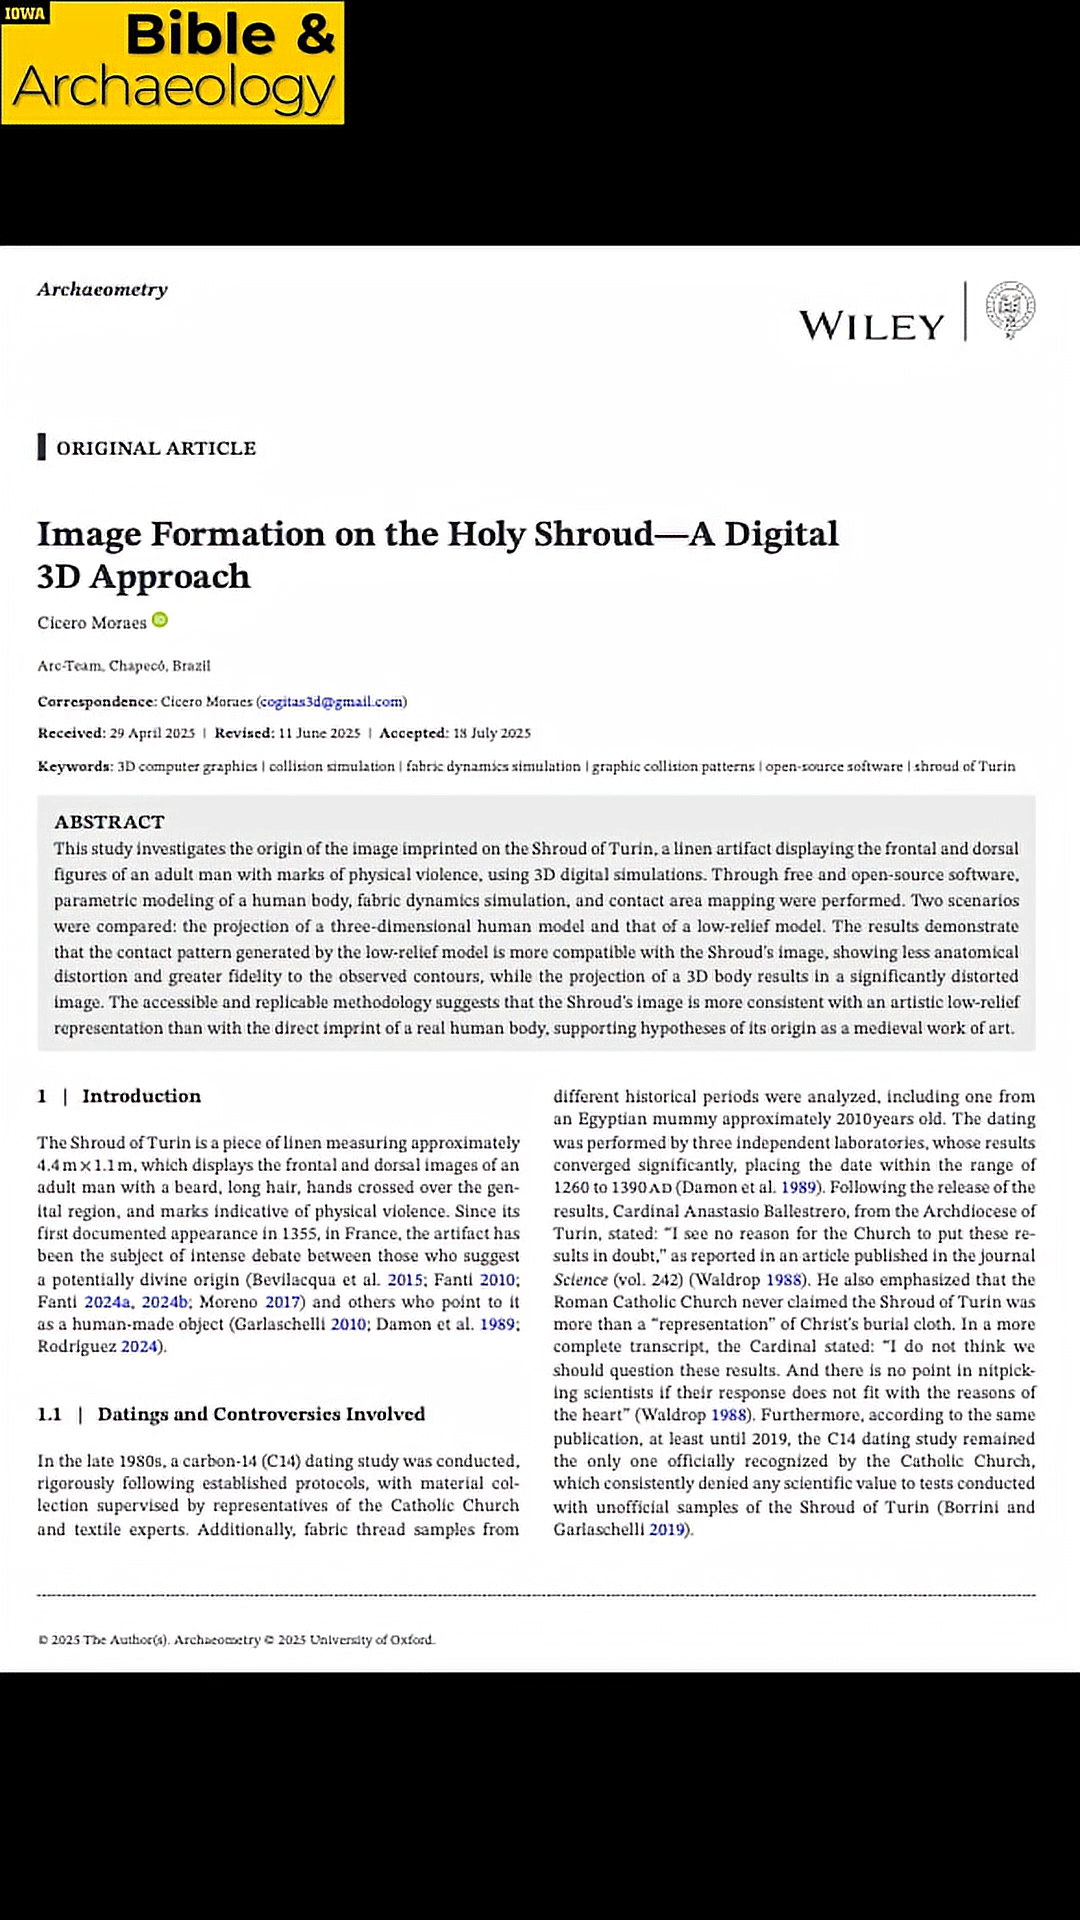 IOWA
Bible &
Archaeology
Archaeometry
WILEY
ORIGINAL ARTICLE
Image Formation on the Holy Shroud—A Digital
3D Approach
Cicero Moraes
Arc-Team, Chapecó, Brazil
Correspondence: Cicero Moraes (cogitas3d@gmail.com)
Received: 29 April 2025 | Revised: 11 June 2025 | Accepted: 18 July 2025
Keywords: 3D computer graphics | collision simulation | fabric dynamics simulation | graphic collision patterns | open-source software | shroud of Turin
ABSTRACT
This study investigates the origin of the image imprinted on the Shroud of Turin, a linen artifact displaying the frontal and dorsal
figures of an adult man with marks of physical violence, using 3D digital simulations. Through free and open-source software,
parametric modeling of a human body, fabric dynamics simulation, and contact area mapping were performed. Two scenarios
were compared: the projection of a three-dimensional human model and that of a low-relief model. The results demonstrate
that the contact pattern generated by the low-relief model is more compatible with the Shroud's image, showing less anatomical
distortion and greater fidelity to the observed contours, while the projection of a 3D body results in a significantly distorted
image. The accessible and replicable methodology suggests that the Shroud's image is more consistent with an artistic low-relief
representation than with the direct imprint of a real human body, supporting hypotheses of its origin as a medieval work of art.
1 | Introduction
The Shroud of Turin is a piece of linen measuring approximately
4.4 m × 1.1 m, which displays the frontal and dorsal images of an
adult man with a beard, long hair, hands crossed over the gen-
ital region, and marks indicative of physical violence. Since its
first documented appearance in 1355, in France, the artifact has
been the subject of intense debate between those who suggest
a potentially divine origin (Bevilacqua et al. 2015; Fanti 2010;
Fanti 2024a, 2024b; Moreno 2017) and others who point to it
as a human-made object (Garlaschelli 2010; Damon et al. 1989;
Rodríguez 2024).
1.1 | Datings and Controversies Involved
In the late 1980s, a carbon-14 (C14) dating study was conducted,
rigorously following established protocols, with material col-
lection supervised by representatives of the Catholic Church
and textile experts. Additionally, fabric thread samples from
different historical periods were analyzed, including one from
an Egyptian mummy approximately 2010 years old. The dating
was performed by three independent laboratories, whose results
converged significantly, placing the date within the range of
1260 to 1390 AD (Damon et al. 1989). Following the release of the
results, Cardinal Anastasio Ballestrero, from the Archdiocese of
Turin, stated: "I see no reason for the Church to put these re-
sults in doubt," as reported in an article published in the journal
Science (vol. 242) (Waldrop 1988). He also emphasized that the
Roman Catholic Church never claimed the Shroud of Turin was
more than a "representation" of Christ's burial cloth. In a more
complete transcript, the Cardinal stated: "I do not think we
should question these results. And there is no point in nitpick-
ing scientists if their response does not fit with the reasons of
the heart" (Waldrop 1988). Furthermore, according to the same
publication, at least until 2019, the C14 dating study remained
the only one officially recognized by the Catholic Church,
which consistently denied any scientific value to tests conducted
with unofficial samples of the Shroud of Turin (Borrini and
Garlaschelli 2019).
© 2025 The Author(s). Archaeometry © 2025 University of Oxford.